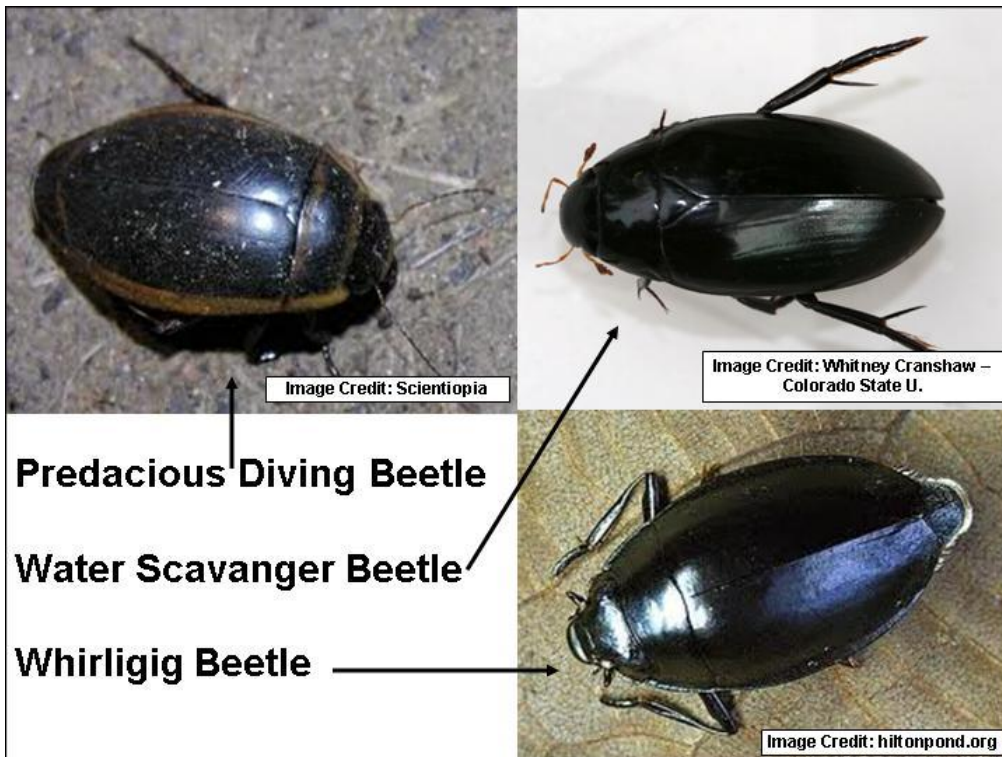 Image Credit: Scientiopia
Image Credit: Whitney Cranshaw –
Colorado State U.
Predacious Diving Beetle
Water Scavanger Beetle
Whirligig Beetle
Image Credit: hiltonpond.org